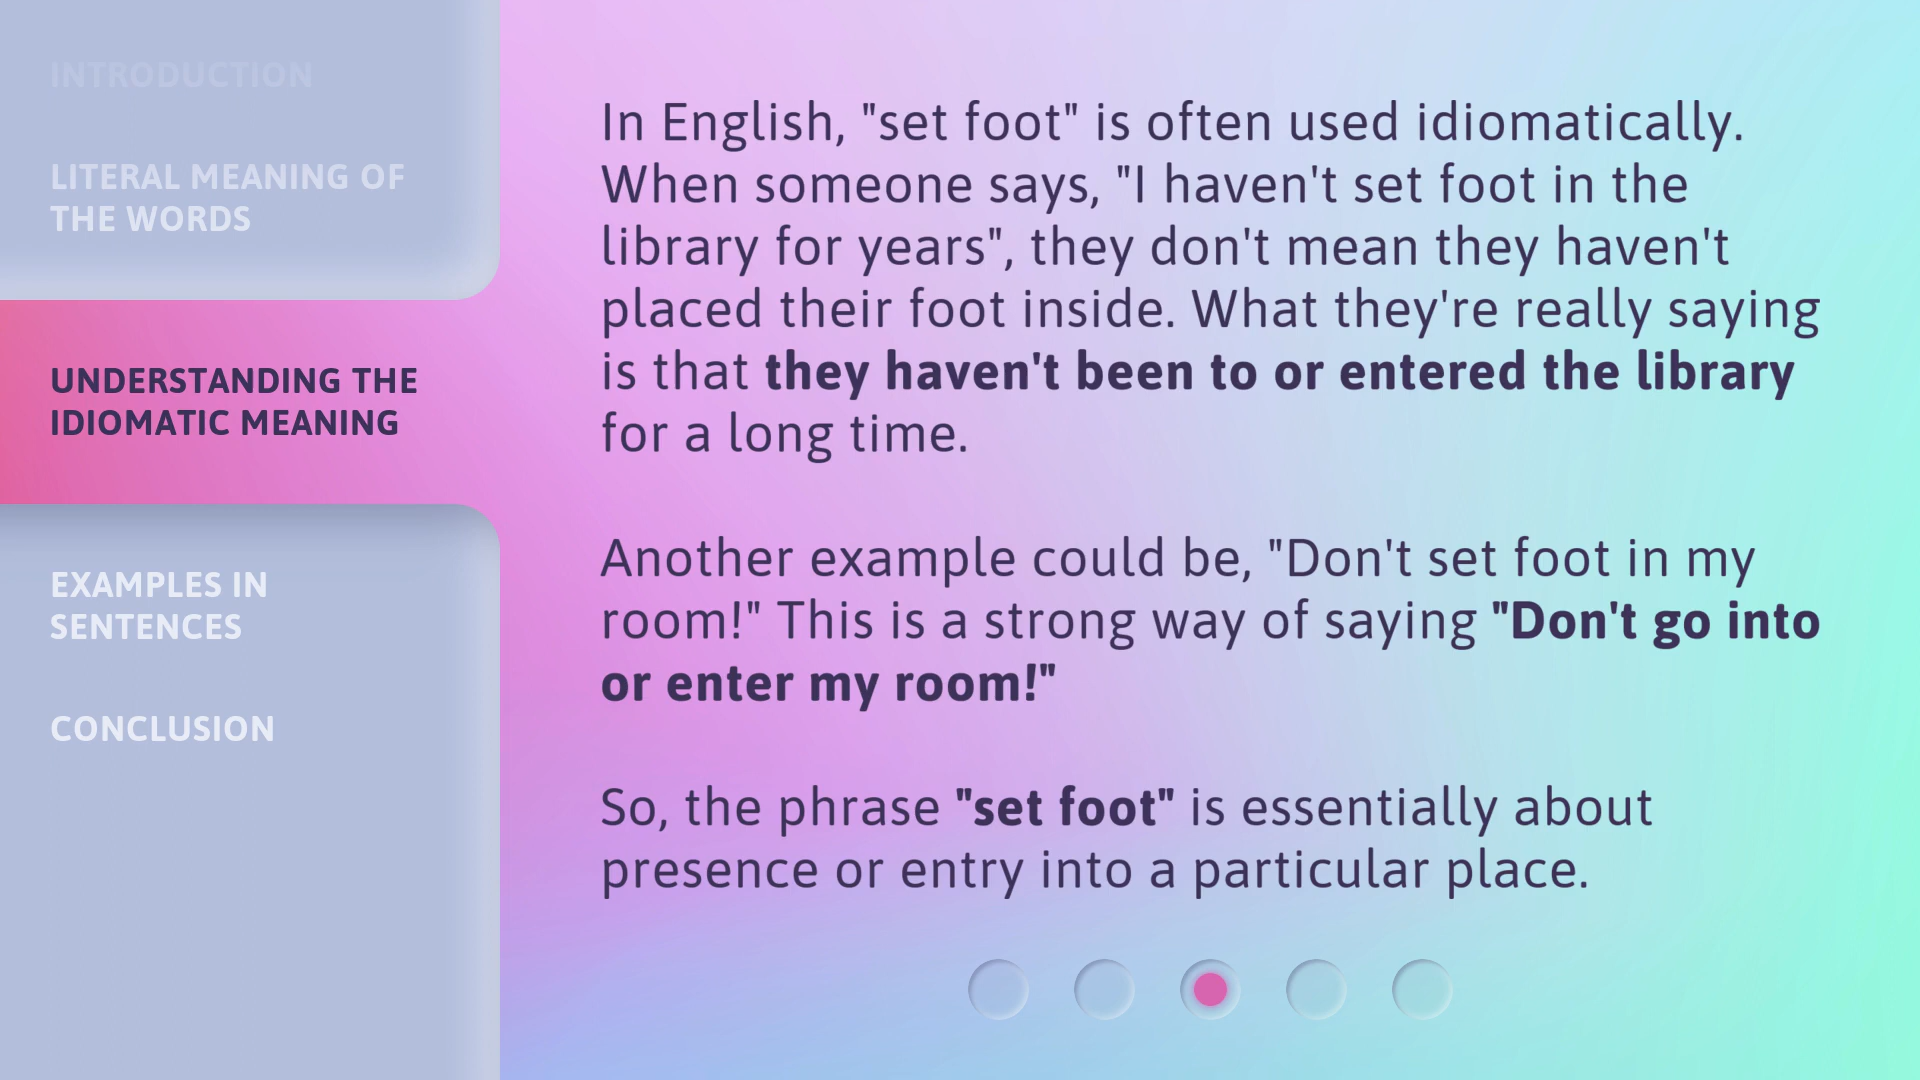 INTRODUCTION
LITERAL MEANING OF
THE WORDS
UNDERSTANDING THE
IDIOMATIC MEANING
EXAMPLES IN
SENTENCES
CONCLUSION
In English, "set foot" is often used idiomatically.
When someone says, "I haven't set foot in the
library for years", they don't mean they haven't
placed their foot inside. What they're really saying
is that they haven't been to or entered the library
for a long time.
Another example could be, "Don't set foot in my
room!" This is a strong way of saying "Don't go into
or enter my room!"
So, the phrase "set foot" is essentially about
presence or entry into a particular place.